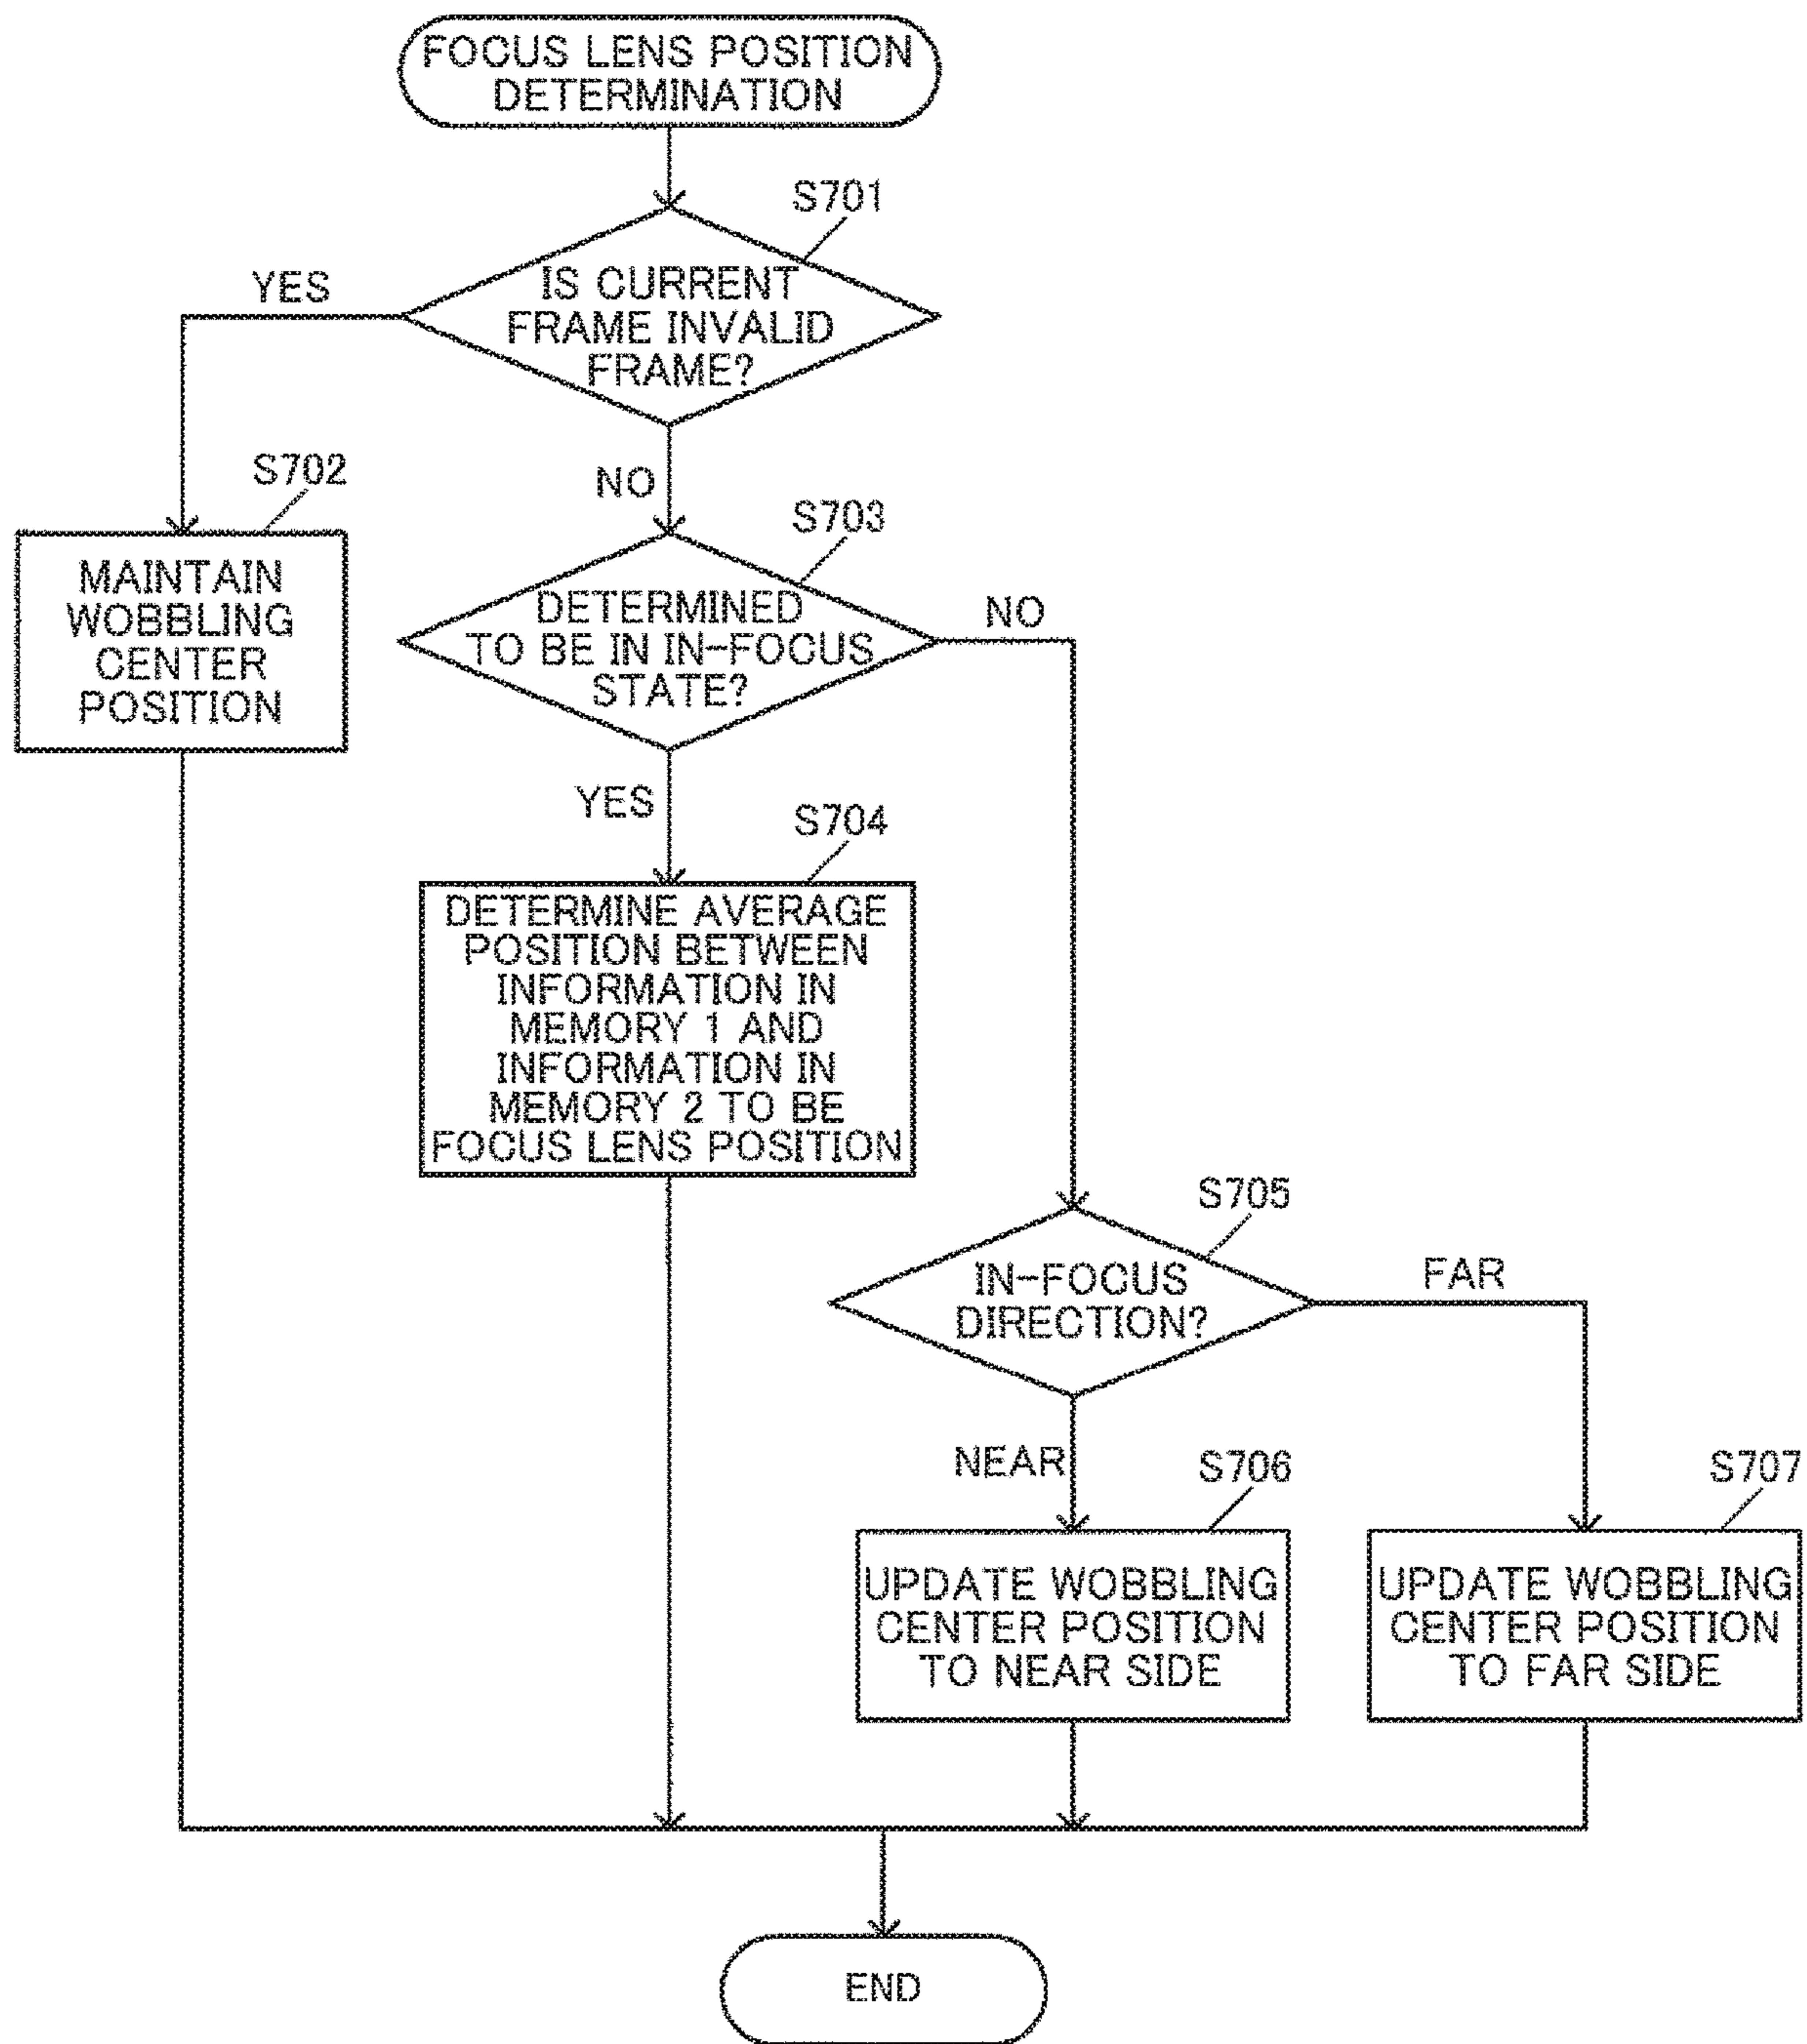 FOCUS LENS POSITION
DETERMINATION
S701
IS CURRENT
FRAME INVALID
FRAME?
YES
NO
S702
MAINTAIN
WOBBLING
CENTER
POSITION
S703
DETERMINED
TO BE IN IN-FOCUS
STATE?
NO
YES
S704
DETERMINE AVERAGE
POSITION BETWEEN
INFORMATION IN
MEMORY 1 AND
INFORMATION IN
MEMORY 2 TO BE
FOCUS LENS POSITION
S705
IN-FOCUS
DIRECTION?
FAR
NEAR
S706
UPDATE WOBBLING
CENTER POSITION
TO NEAR SIDE
S707
UPDATE WOBBLING
CENTER POSITION
TO FAR SIDE
END